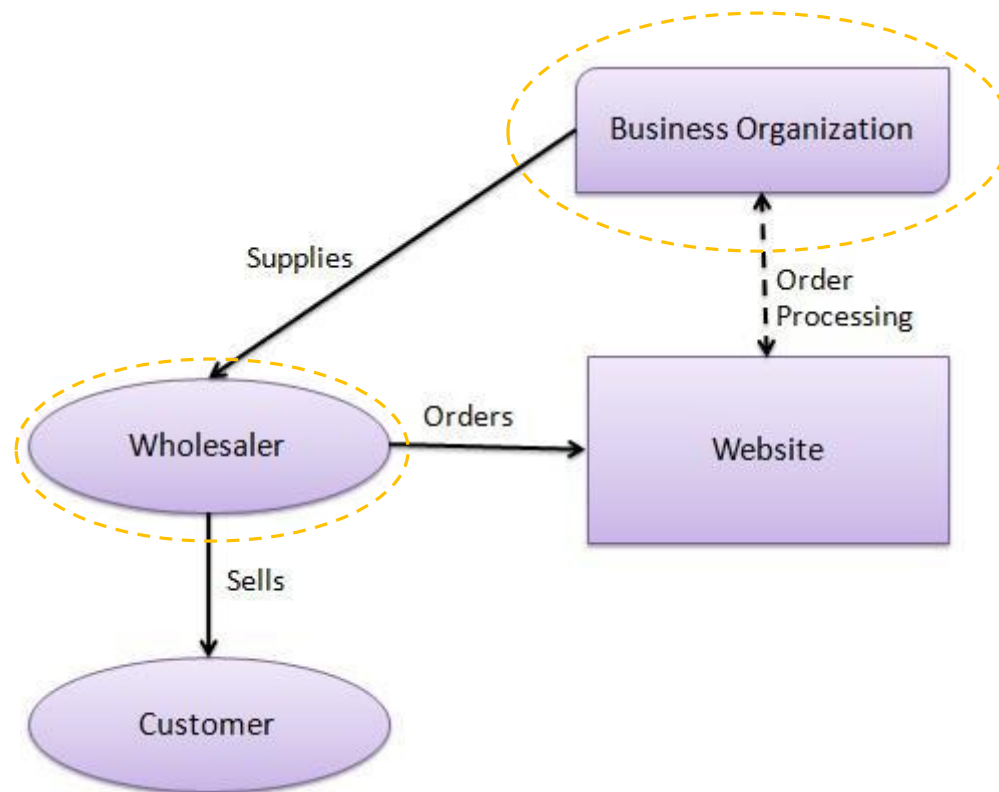 Business Organization
Supplies
Order
Processing
Wholesaler
Orders
Website
Sells
Customer